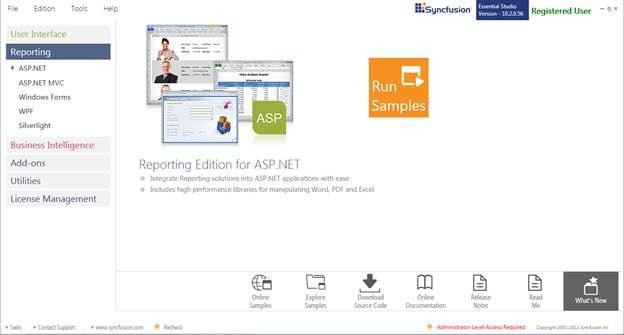 File Edition Tools Help
Syncfusion
Essential Studio
Version - 10.2.0.56
Registered User
User Interface
Reporting
ASP.NET
ASP.NET MVC
Windows Forms
WPF
Silverlight
Business Intelligence
Add-ons
Utilities
License Management
ASP
Run
Samples
Reporting Edition for ASP.NET
Integrate Reporting solutions into ASP.NET applications with ease
Includes high performance libraries for manipulating Word, PDF and Excel
Online
Samples
Explore
Samples
Download
Source Code
Online
Documentation
Release
Notes
Read
Me
What's New
Sales
Contact Support
www.syncfusion.com
Recheck
Administrator Level Access Required
Copyright 2001-2012 Syncfusion Inc